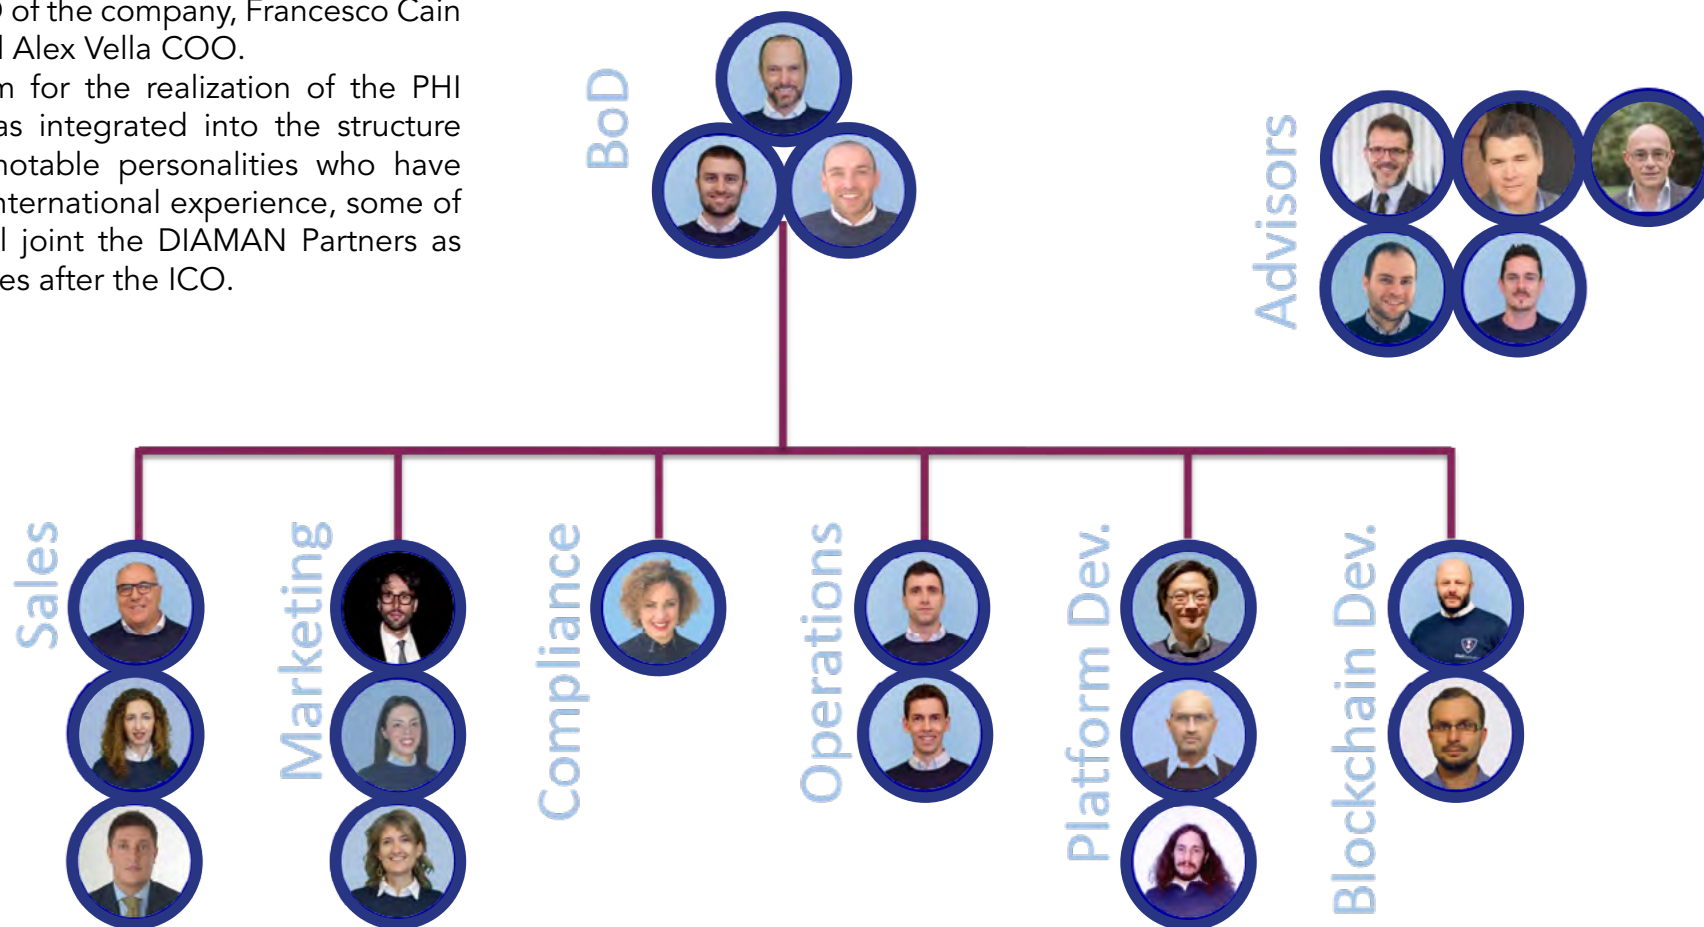 of the company, Francesco Cain
Alex Vella COO.
for the realization of the PHI
as integrated into the structure
notable personalities who have
nternational experience, some of
joint the DIAMAN Partners as
es after the ICO.
BoD
Advisors
Sales
Marketing
Compliance
Operations
Platform Dev.
Blockchain Dev.